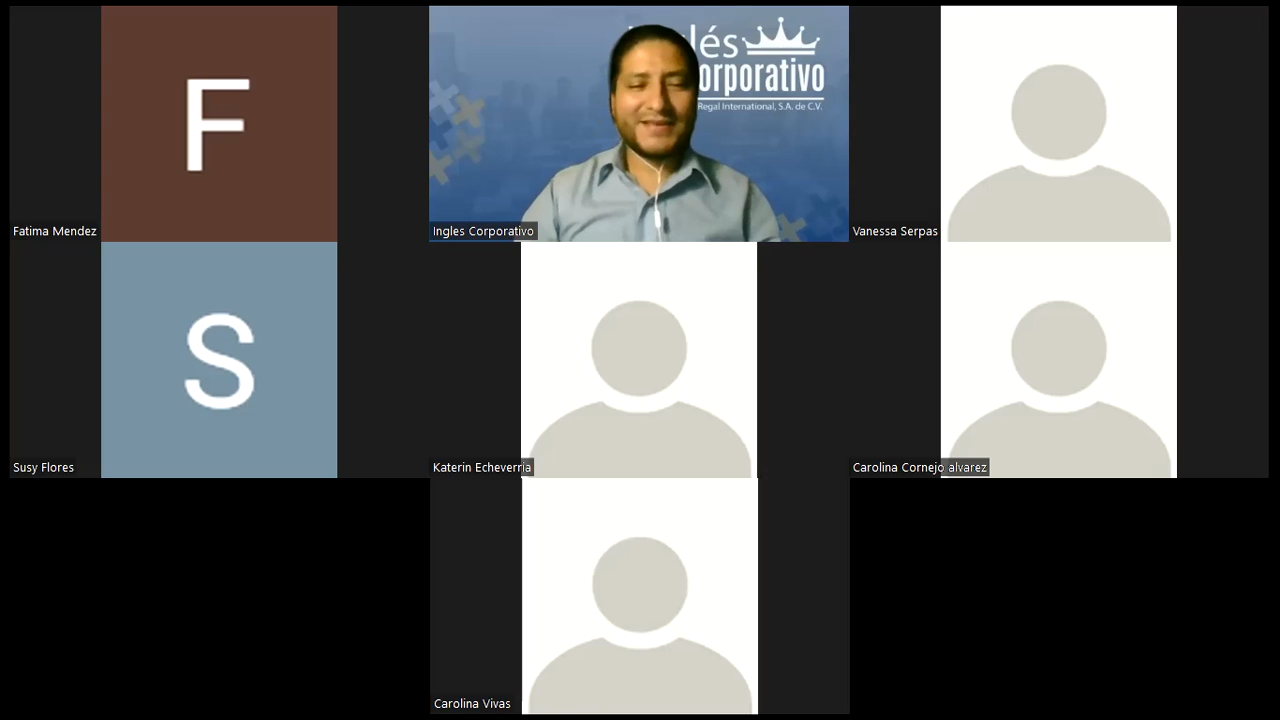 F
Fatima Mendez
lés
orporativo
Regal International, S.A. de C.V.
Ingles Corporativo
Vanessa Serpas
S
Susy Flores
Katerin Echeverria
Carolina Cornejo alvarez
Carolina Vivas